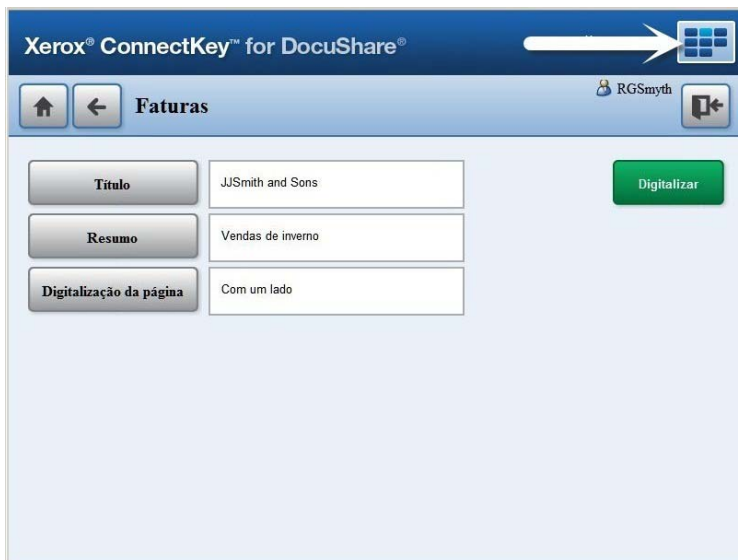 Xerox® ConnectKey™ for DocuShare®
Faturas
RGSmyth
Título
JJSmith and Sons
Digitalizar
Resumo
Vendas de inverno
Digitalização da página
Com um lado